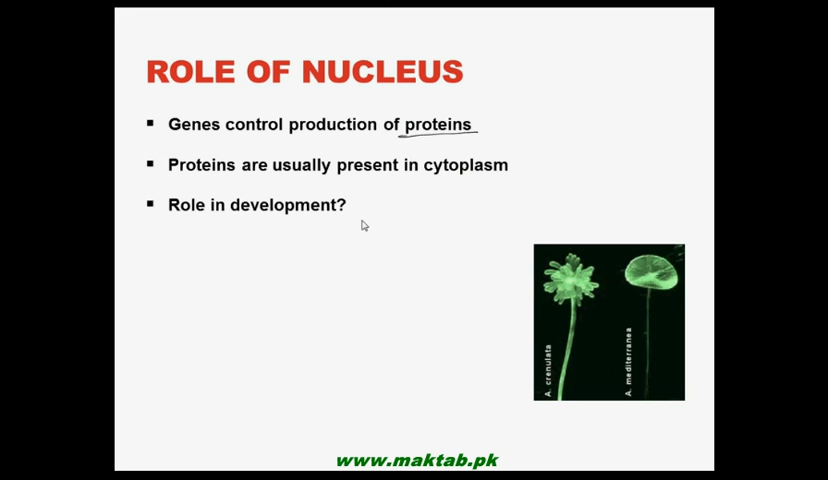 ROLE OF NUCLEUS
Genes control production of proteins
Proteins are usually present in cytoplasm
Role in development?
A. crenulata
A. mediterranea
www.maktab.pk